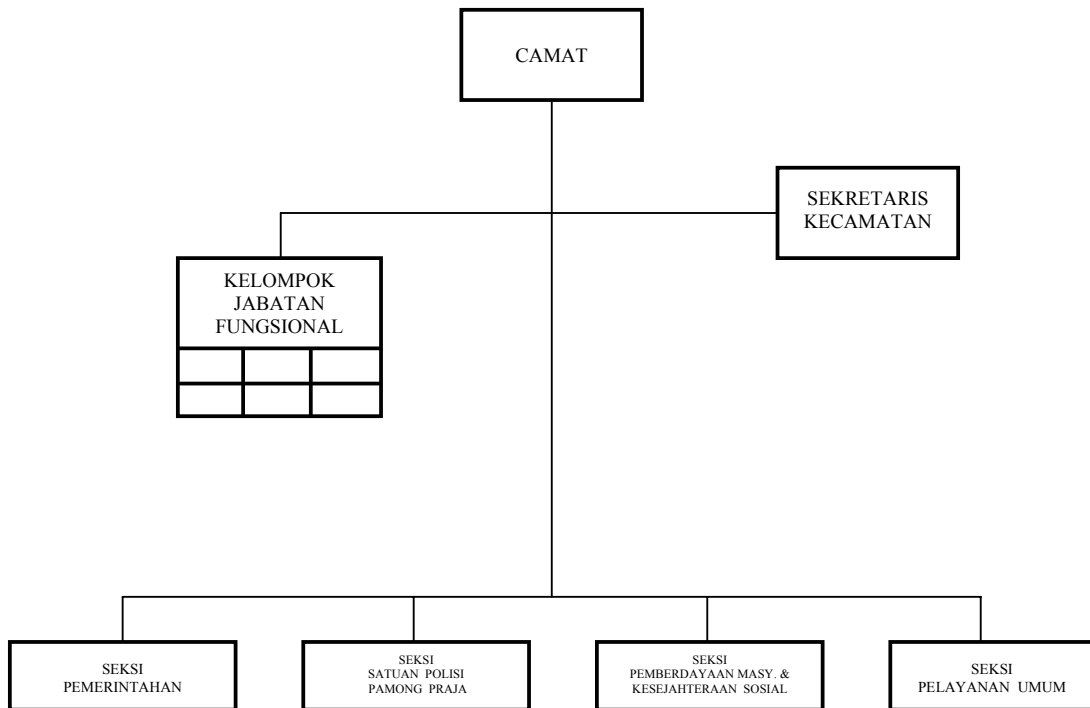 CAMAT
SEKRETARIS
KECAMATAN
KELOMPOK
JABATAN
FUNGSIONAL
SEKSI
PEMERINTAHAN
SEKSI
SATUAN POLISI
PAMONG PRAJA
SEKSI
PEMBERDAYAAN MASY. &
KESEJAHTERAAN SOSIAL
SEKSI
PELAYANAN UMUM